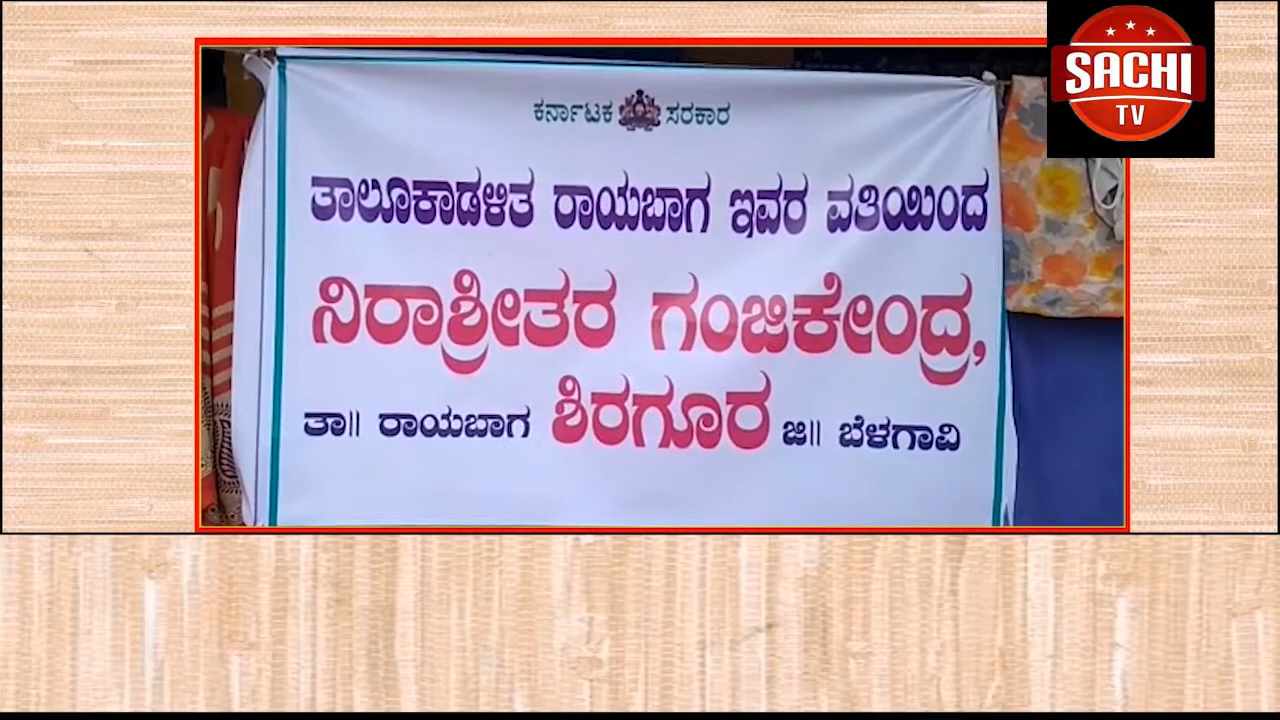 SACHI
TV
ಕರ್ನಾಟಕ ಸರಕಾರ
ತಾಲೂಕಾಡಳಿತ ರಾಯಬಾಗ ಇವರ ವತಿಯಿಂದ
ನಿರಾಶ್ರೀತರ ಗಂಜಿಕೇಂದ್ರ,
ತಾ॥ ರಾಯಬಾಗ ಶಿರಗೂರ ಜಿ॥ ಬೆಳಗಾವಿ